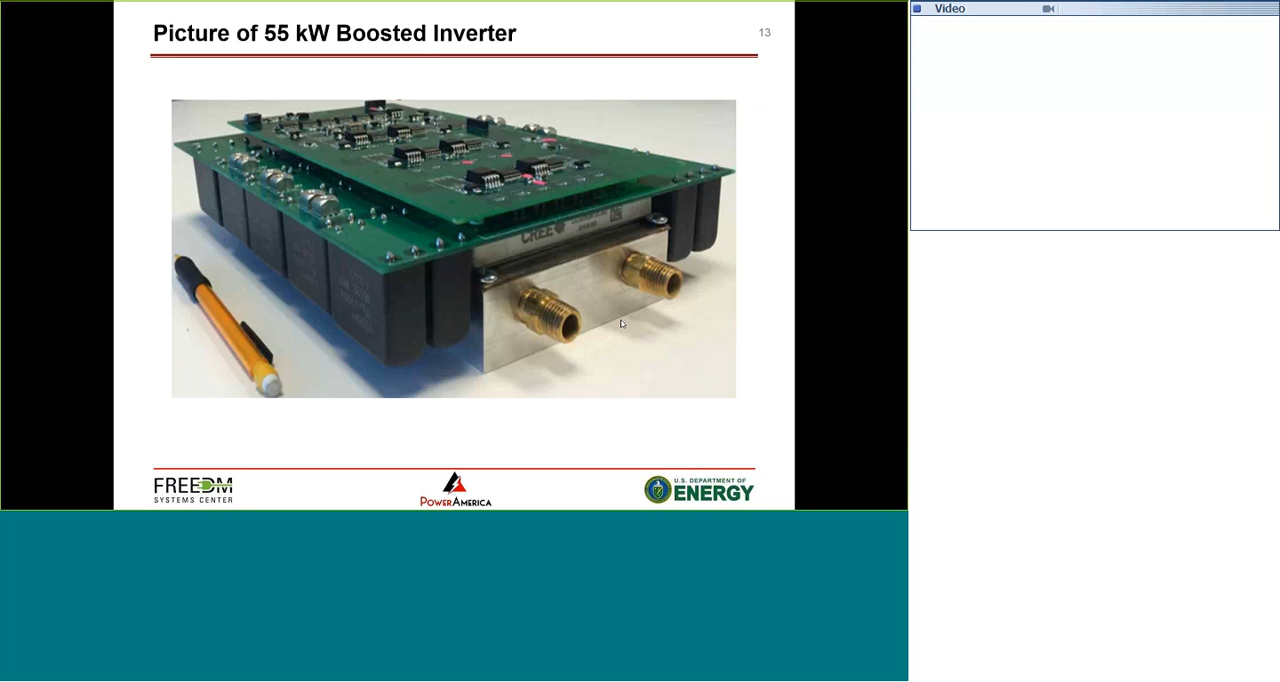 Video
Picture of 55 kW Boosted Inverter
13
CREE
FREEDM
SYSTEMS CENTER
POWERAMERICA
U.S. DEPARTMENT OF
ENERGY